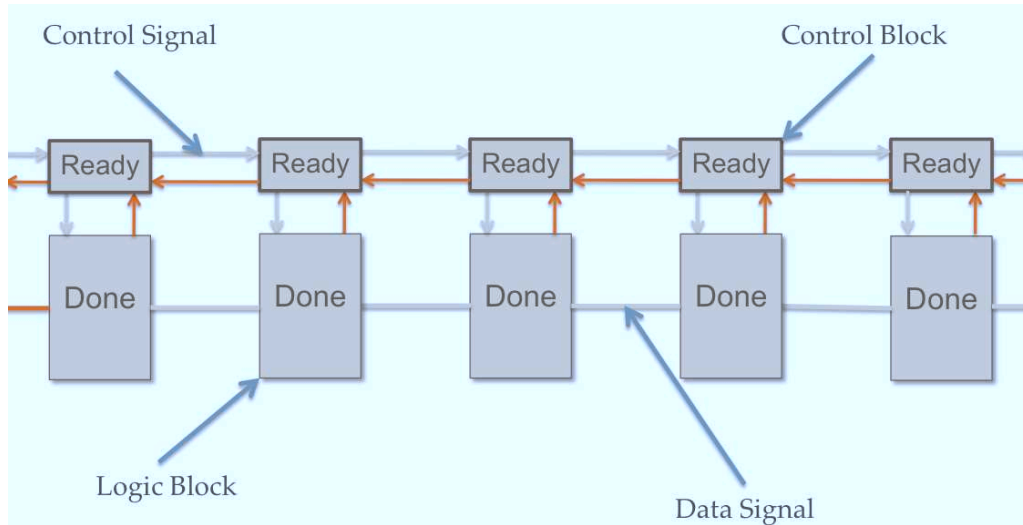 Control Signal
Control Block
Ready
Ready
Ready
Ready
Ready
Done
Done
Done
Done
Done
Logic Block
Data Signal